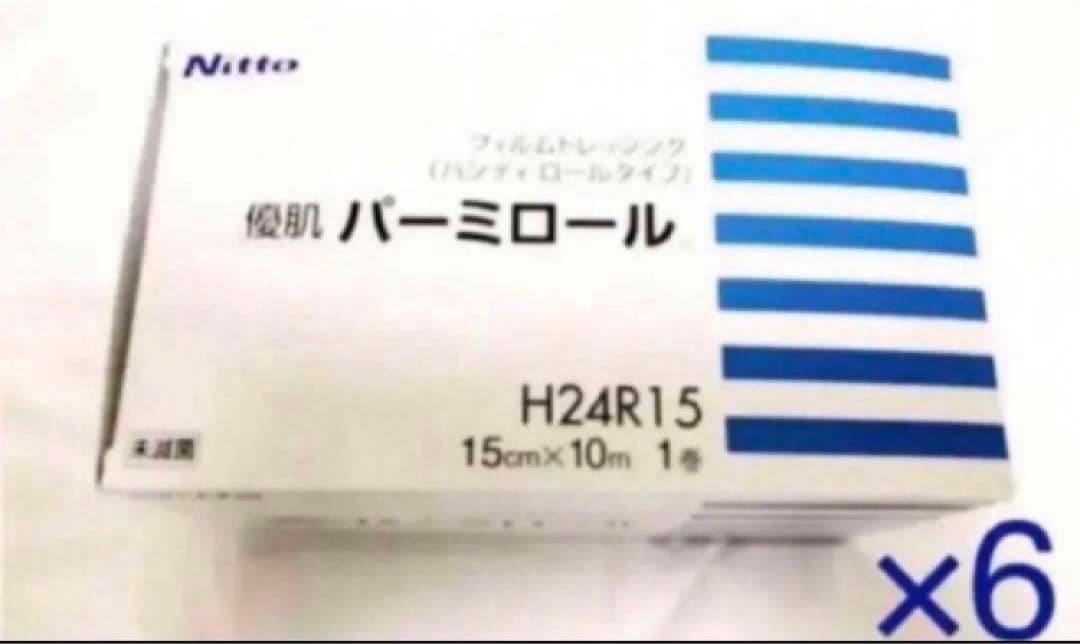 Nitto
フィルムドレッシング
(ハンディロールタイプ)
優肌 パーミロール
H24R15
15cm×10m 1巻
未滅菌
×6